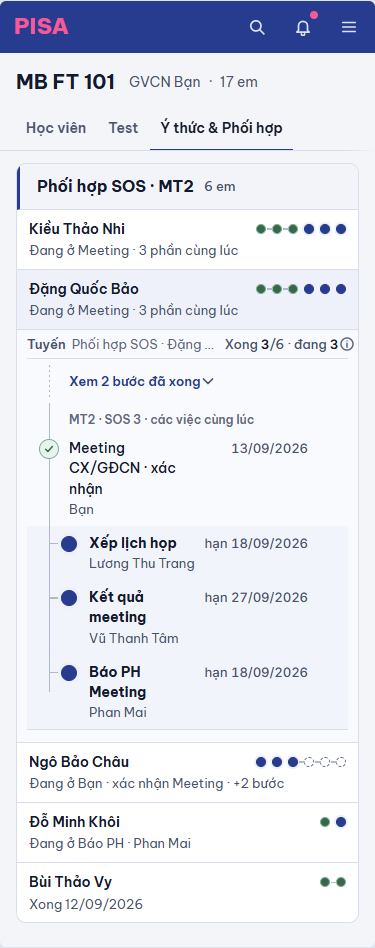 PISA
MB FT 101 GVCN Bạn · 17 em
Học viên Test Ý thức & Phối hợp
Phối hợp SOS · MT2 6 em
Kiều Thảo Nhi
Đang ở Meeting · 3 phần cùng lúc
Đặng Quốc Bảo
Đang ở Meeting · 3 phần cùng lúc
Tuyến Phối hợp SOS · Đặng ... Xong 3/6 · đang 3
Xem 2 bước đã xong
MT2 · SOS 3 · các việc cùng lúc
Meeting 13/09/2026
CX/GĐCN · xác
nhận
Bạn
Xếp lịch họp hạn 18/09/2026
Lương Thu Trang
Kết quả hạn 27/09/2026
meeting
Vũ Thanh Tâm
Báo PH hạn 18/09/2026
Meeting
Phan Mai
Ngô Bảo Châu
Đang ở Bạn · xác nhận Meeting · +2 bước
Đỗ Minh Khôi
Đang ở Báo PH · Phan Mai
Bùi Thảo Vy
Xong 12/09/2026